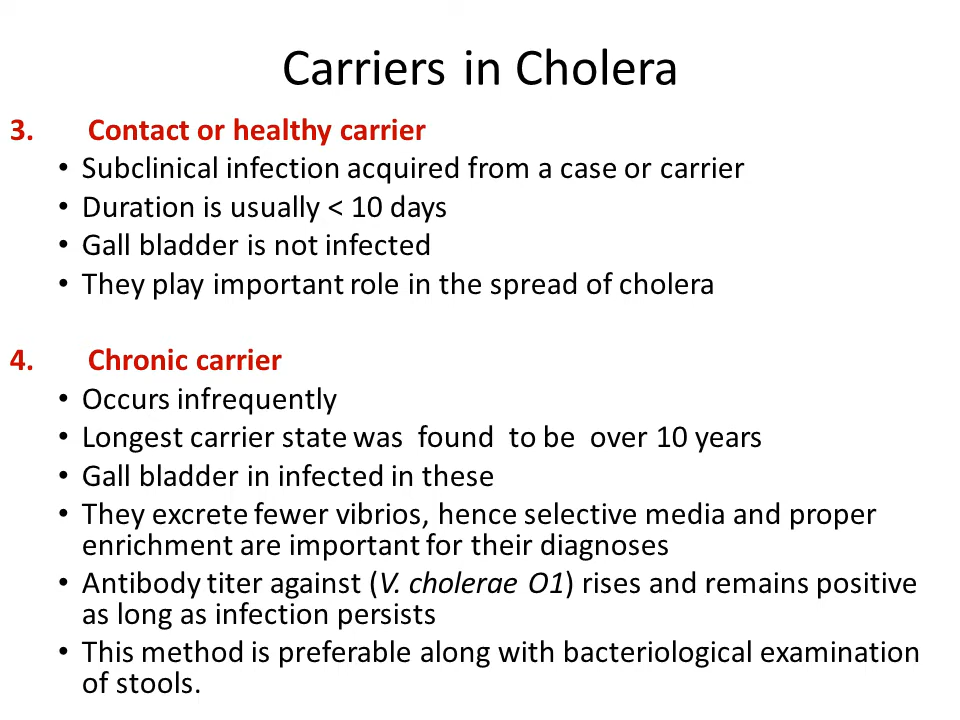 Carriers in Cholera
3. Contact or healthy carrier
• Subclinical infection acquired from a case or carrier
• Duration is usually < 10 days
• Gall bladder is not infected
• They play important role in the spread of cholera
4. Chronic carrier
• Occurs infrequently
• Longest carrier state was found to be over 10 years
• Gall bladder in infected in these
• They excrete fewer vibrios, hence selective media and proper
enrichment are important for their diagnoses
• Antibody titer against (V. cholerae O1) rises and remains positive
as long as infection persists
• This method is preferable along with bacteriological examination
of stools.